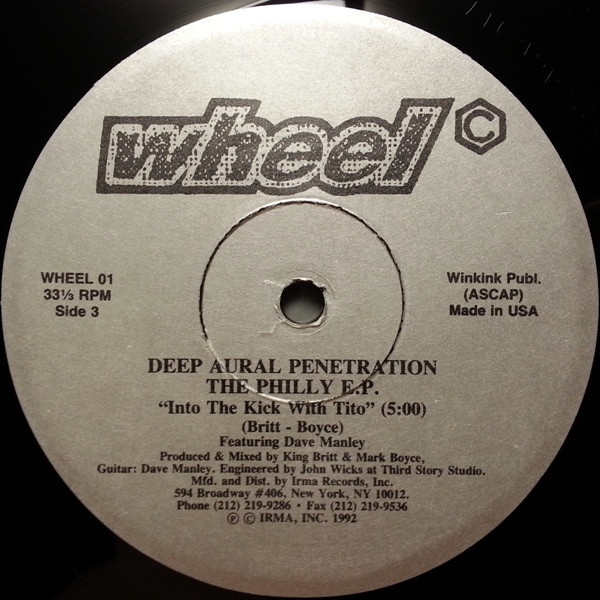 wheel
©
WHEEL 01
33⅓ RPM
Side 3
Winkink Publ.
(ASCAP)
Made in USA
DEEP AURAL PENETRATION
THE PHILLY E.P.
“Into The Kick With Tito” (5:00)
(Britt - Boyce)
Featuring Dave Manley
Produced & Mixed by King Britt & Mark Boyce,
Guitar: Dave Manley. Engineered by John Wicks at Third Story Studio.
Mfd. and Dist. by Irma Records, Inc.
594 Broadway #406, New York, NY 10012.
Phone (212) 219-9286 • Fax (212) 219-9536
℗ © IRMA, INC. 1992